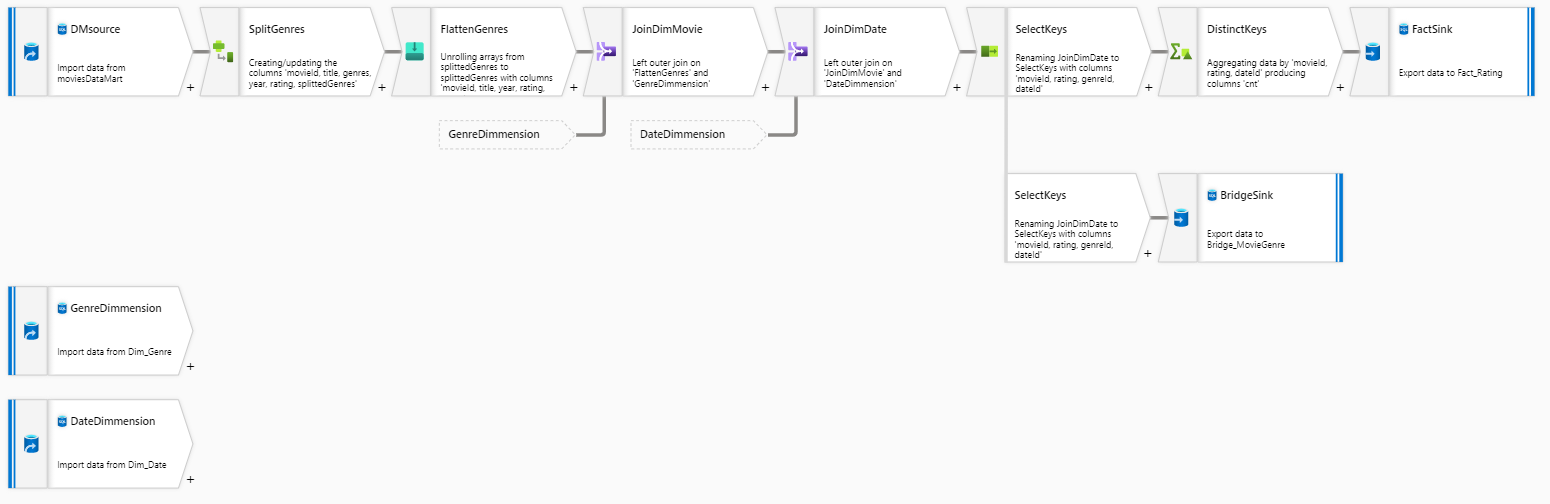 DMsource
Import data from
moviesDataMart
+
SplitGenres
Creating/updating the
columns 'movieId, title, genres,
year, rating, splittedGenres'
+
FlattenGenres
Unrolling arrays from
splittedGenres to
splittedGenres with columns
'movieId, title, year, rating,
+
JoinDimMovie
Left outer join on
'FlattenGenres' and
'GenreDimmension'
+
JoinDimDate
Left outer join on
'JoinDimMovie' and
'DateDimmension'
+
SelectKeys
Renaming JoinDimDate to
SelectKeys with columns
'movieId, rating, genreId,
dateId'
+
DistinctKeys
Aggregating data by 'movieId,
rating, dateId' producing
columns 'cnt'
+
FactSink
Export data to Fact_Rating
GenreDimmension
DateDimmension
SelectKeys
Renaming JoinDimDate to
SelectKeys with columns
'movieId, rating, genreId,
dateId'
+
BridgeSink
Export data to
Bridge_MovieGenre
GenreDimmension
Import data from Dim_Genre
+
DateDimmension
Import data from Dim_Date
+